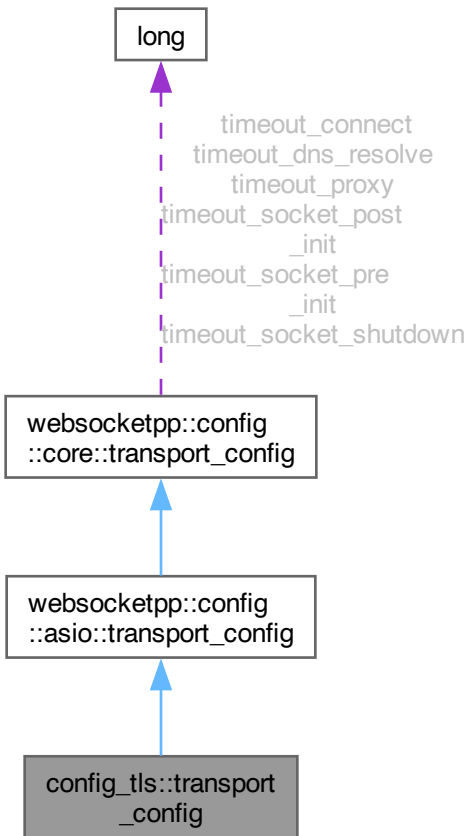 long
timeout_connect
timeout_dns_resolve
timeout_proxy
timeout_socket_post
_init
timeout_socket_pre
_init
timeout_socket_shutdown
websocketpp::config
::core::transport_config
websocketpp::config
::asio::transport_config
config_tls::transport
_config